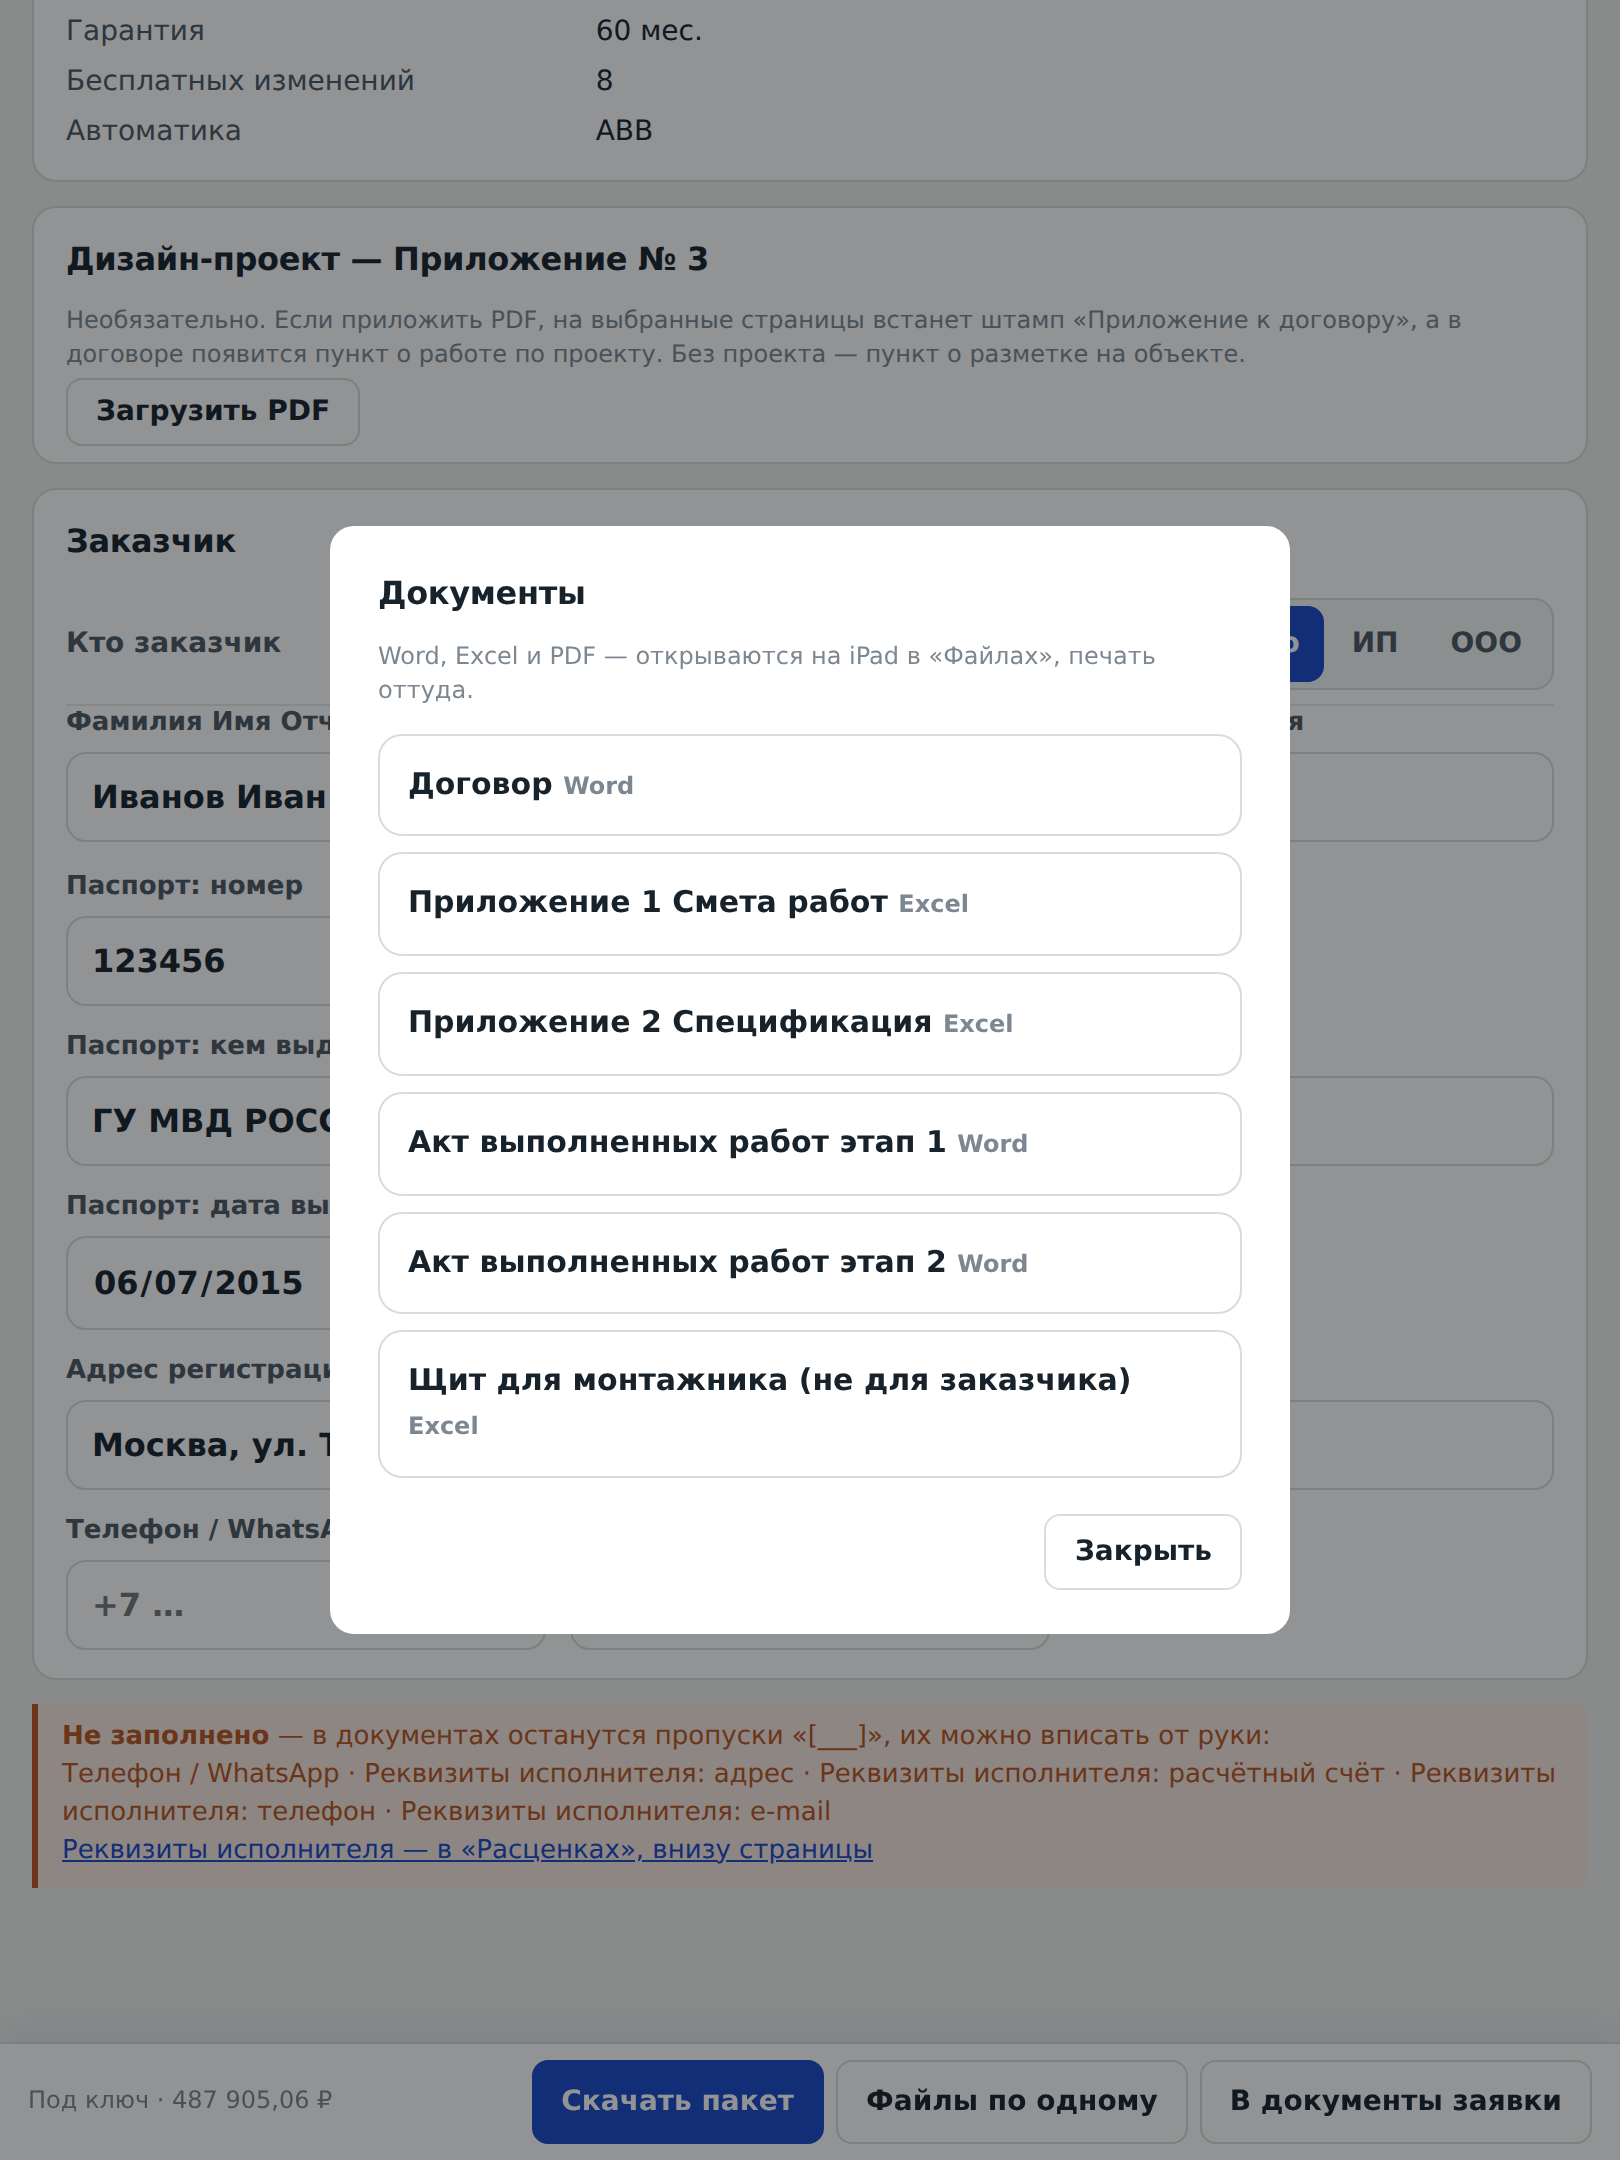 Гарантия 60 мес.
Бесплатных изменений 8
Автоматика ABB
Дизайн-проект — Приложение № 3
Необязательно. Если приложить PDF, на выбранные страницы встанет штамп «Приложение к договору», а в
договоре появится пункт о работе по проекту. Без проекта — пункт о разметке на объекте.
Загрузить PDF
Заказчик
Кто заказчик
ИП ООО
Фамилия Имя
Иванов Иван
Паспорт: номер
123456
Паспорт: кем
ГУ МВД
Паспорт: дата
06/07/2015
Адрес
Москва, ул.
Телефон /
+7 ...
Документы
Word, Excel и PDF — открываются на iPad в «Файлах», печать
оттуда.
Договор Word
Приложение 1 Смета работ Excel
Приложение 2 Спецификация Excel
Акт выполненных работ этап 1 Word
Акт выполненных работ этап 2 Word
Щит для монтажника (не для заказчика)
Excel
Закрыть
Не заполнено — в документах останутся пропуски «[___]», их можно вписать от руки:
Телефон / WhatsApp · Реквизиты исполнителя: адрес · Реквизиты исполнителя: расчётный счёт · Реквизиты
исполнителя: телефон · Реквизиты исполнителя: e-mail
Реквизиты исполнителя — в «Расценках», внизу страницы
Под ключ · 487 905,06 ₽
Скачать пакет
Файлы по одному
В документы заявки